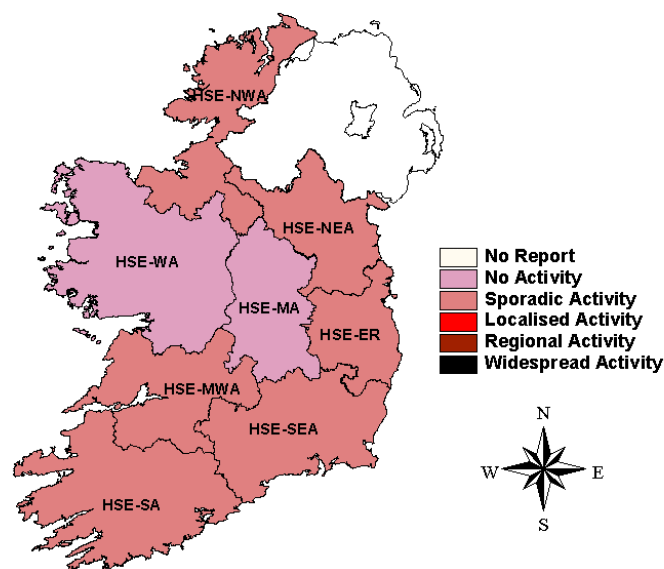 HSE-NWA
HSE-NEA
HSE-WA
HSE-MA
HSE-ER
HSE-MWA
HSE-SEA
HSE-SA
No Report
No Activity
Sporadic Activity
Localised Activity
Regional Activity
Widespread Activity
N
W E
S